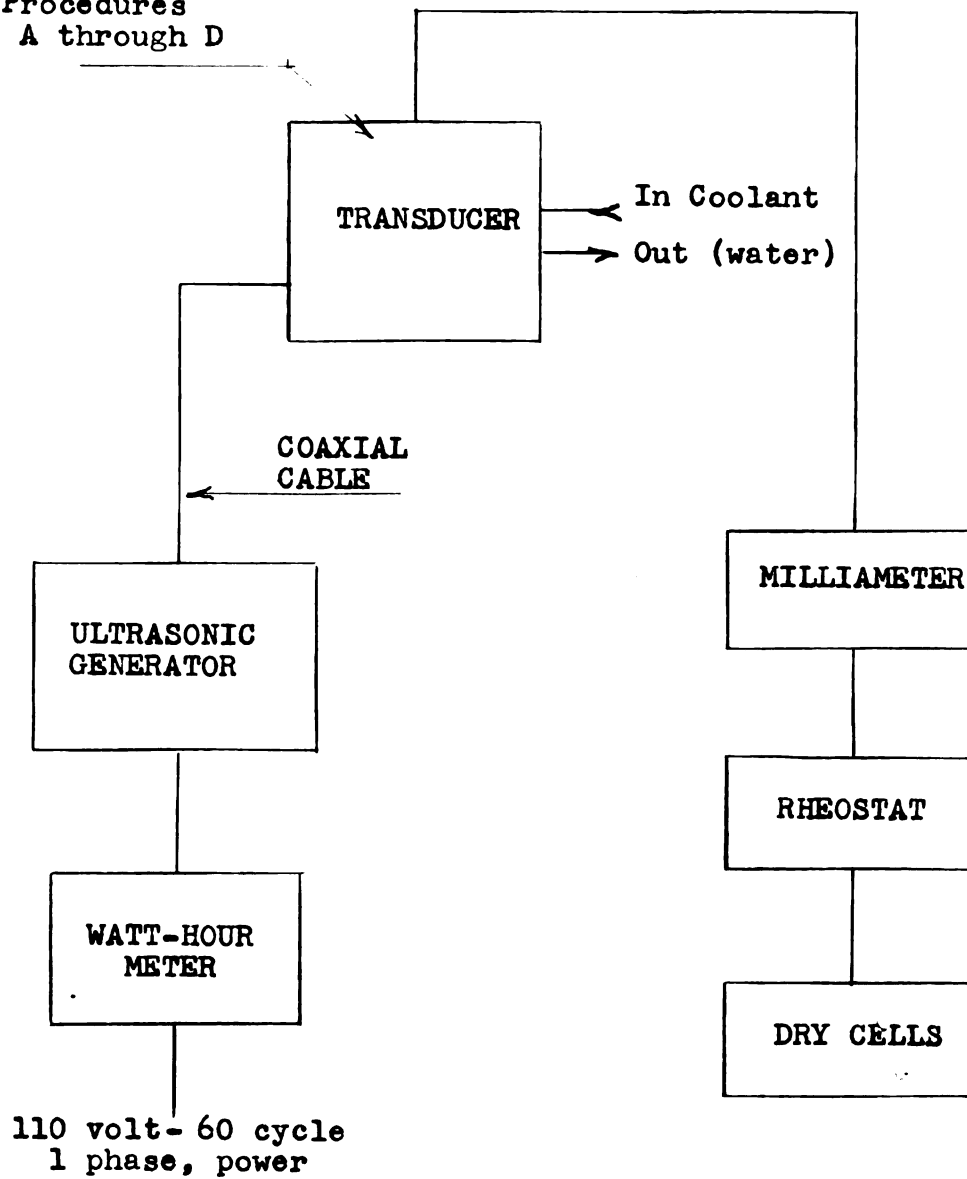 Procedures
A through D
TRANSDUCER
In Coolant
Out (water)
COAXIAL
CABLE
MILLIAMETER
ULTRASONIC
GENERATOR
RHEOSTAT
WATT-HOUR
METER
DRY CELLS
110 volt- 60 cycle
1 phase, power